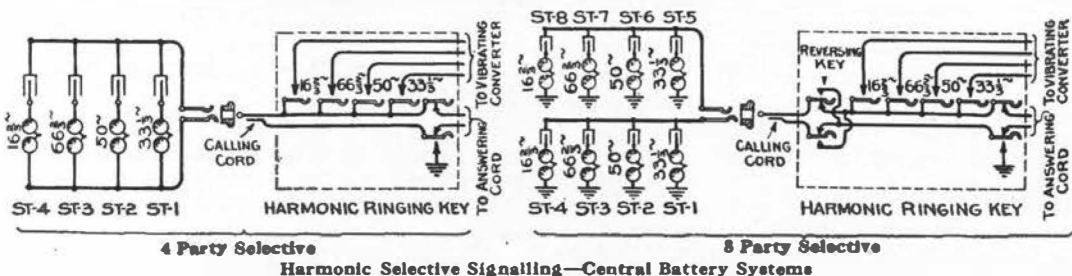 ST-8 ST-7 ST-6 ST-5
16⅔~ 66⅔~ 50~ 33⅓~
TO VIBRATING CONVERTER
16⅔~ 66⅔~ 50~ 33⅓~
CALLING CORD
TO ANSWERING CORD
ST-4 ST-3 ST-2 ST-1
HARMONIC RINGING KEY
4 Party Selective
16⅔~ 66⅔~ 50~ 33⅓~
REVERSING KEY
16⅔~ 66⅔~ 50~ 33⅓~
TO VIBRATING CONVERTER
16⅔~ 66⅔~ 50~ 33⅓~
CALLING CORD
TO ANSWERING CORD
ST-4 ST-3 ST-2 ST-1
HARMONIC RINGING KEY
8 Party Selective
Harmonic Selective Signalling—Central Battery Systems